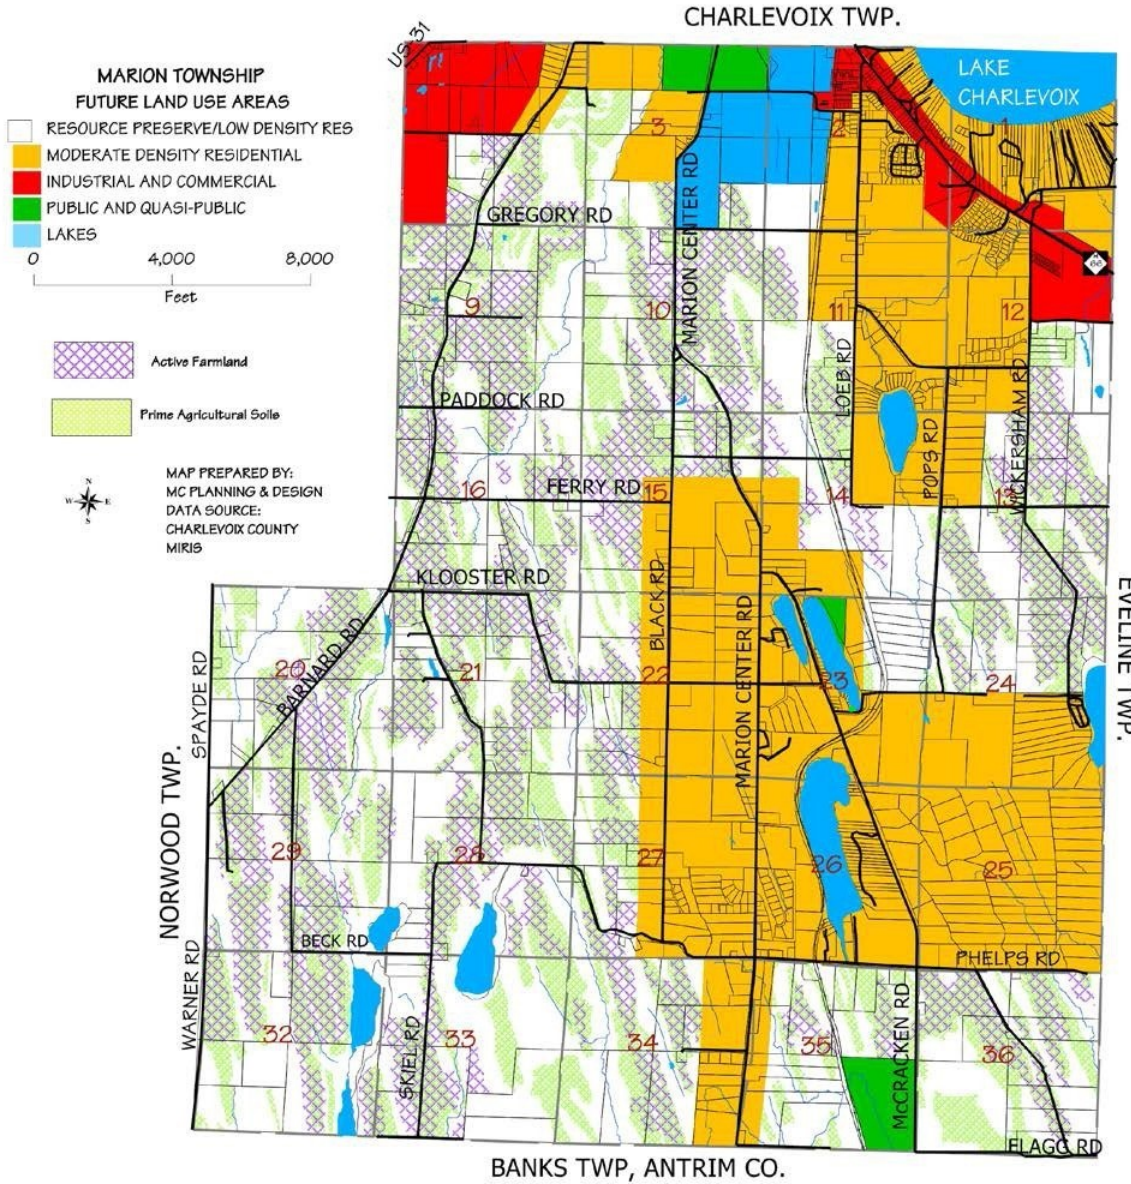 CHARLEVOIX TWP.
US-31
LAKE
CHARLEVOIX
MARION TOWNSHIP
FUTURE LAND USE AREAS
RESOURCE PRESERVE/LOW DENSITY RES
MODERATE DENSITY RESIDENTIAL
INDUSTRIAL AND COMMERCIAL
PUBLIC AND QUASI-PUBLIC
LAKES
0 4,000 8,000
Feet
Active Farmland
Prime Agricultural Soils
MAP PREPARED BY:
MC PLANNING & DESIGN
DATA SOURCE:
CHARLEVOIX COUNTY
MIRIS
N
W E
S
4 3 2 1
MARION CENTER RD
GREGORY RD
M
66
9 10 11 12
LOEB RD
PADDOCK RD
POPS RD
WICKERSHAM RD
16 15 14 13
FERRY RD
KLOOSTER RD
BLACK RD
MARION CENTER RD
EVELINE TWP.
BARNARD RD
SPAYDE RD
20 21 22 23 24
NORWOOD TWP.
29 28 27 26 25
BECK RD
PHELPS RD
WARNER RD
SKIEL RD
McCRACKEN RD
32 33 34 35 36
FLAGG RD
BANKS TWP, ANTRIM CO.